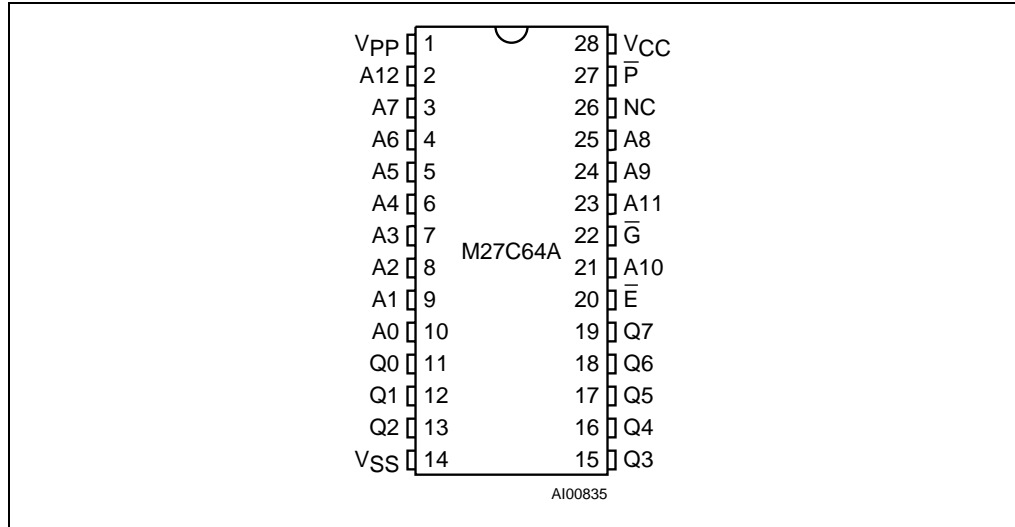 VPP 1 28 VCC
A12 2 27 P̅
A7 3 26 NC
A6 4 25 A8
A5 5 24 A9
A4 6 23 A11
A3 7 22 G̅
M27C64A
A2 8 21 A10
A1 9 20 E̅
A0 10 19 Q7
Q0 11 18 Q6
Q1 12 17 Q5
Q2 13 16 Q4
VSS 14 15 Q3
AI00835